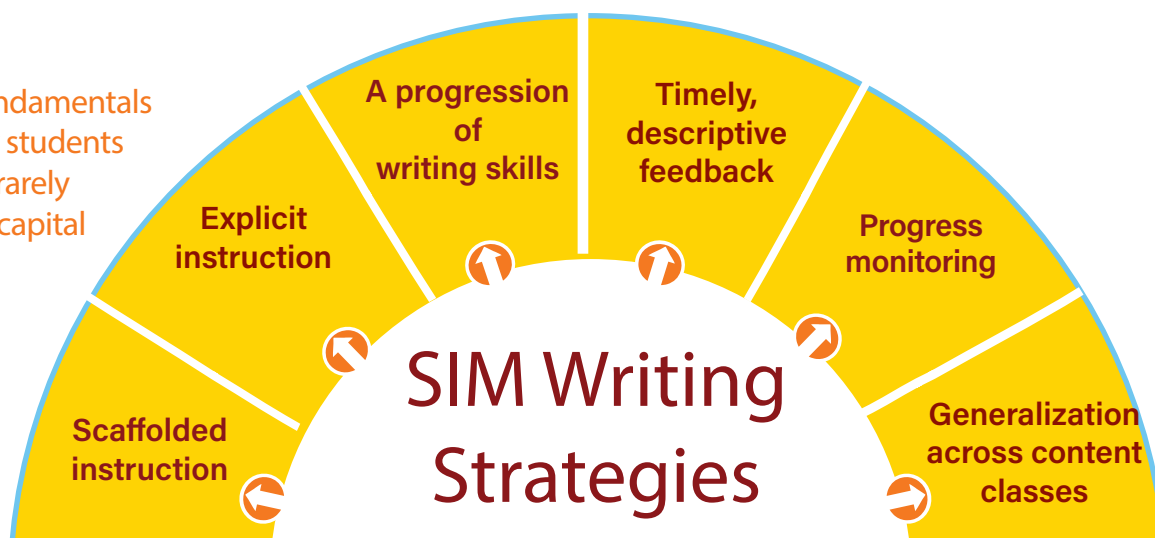 ndamentals
students
rarely
capital
Scaffolded
instruction
Explicit
instruction
A progression
of
writing skills
Timely,
descriptive
feedback
Progress
monitoring
Generalization
across content
classes
SIM Writing
Strategies